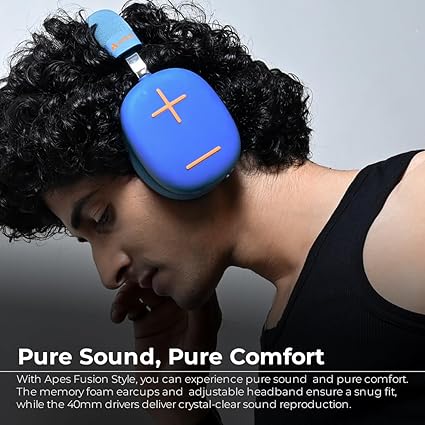 Pure Sound, Pure Comfort
With Apes Fusion Style, you can experience pure sound and pure comfort.
The memory foam earcups and adjustable headband ensure a snug fit,
while the 40mm drivers deliver crystal-clear sound reproduction.